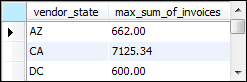 vendor_state max_sum_of_invoices
AZ 662.00
CA 7125.34
DC 600.00